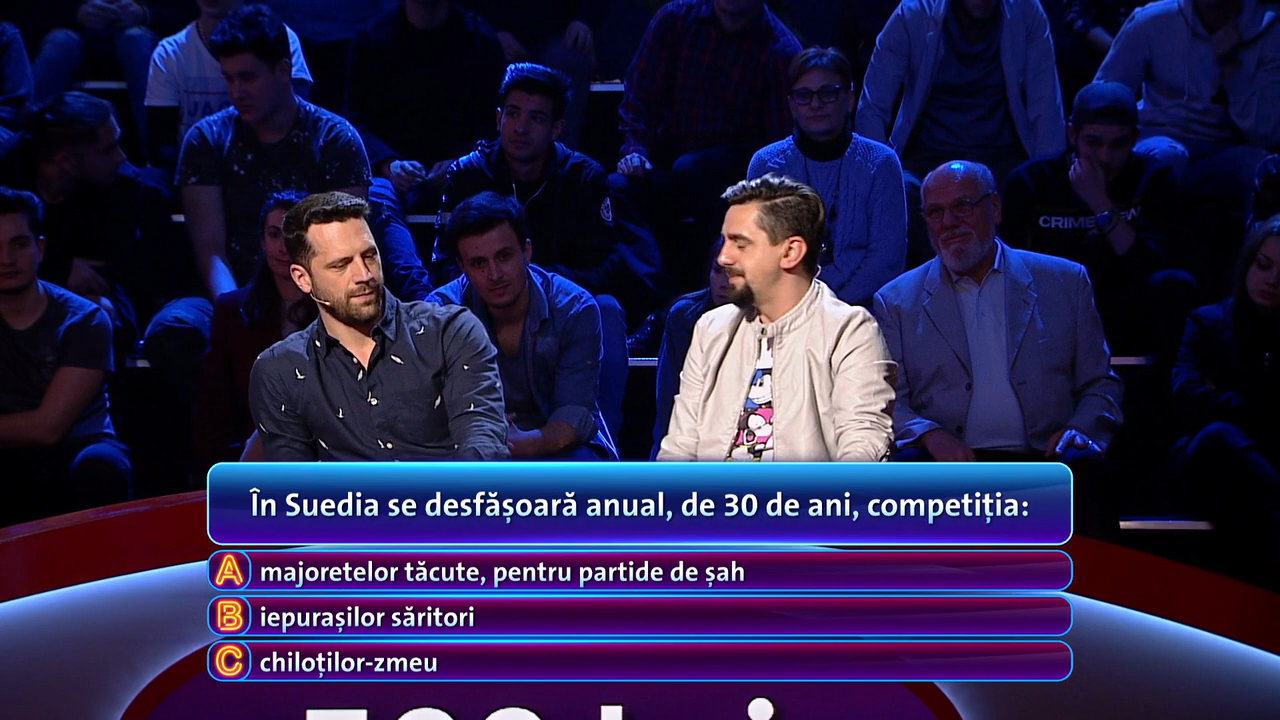 CRIME
În Suedia se desfășoară anual, de 30 de ani, competiția:
A majoretelor tăcute, pentru partide de șah
B iepurașilor săritori
C chiloților-zmeu